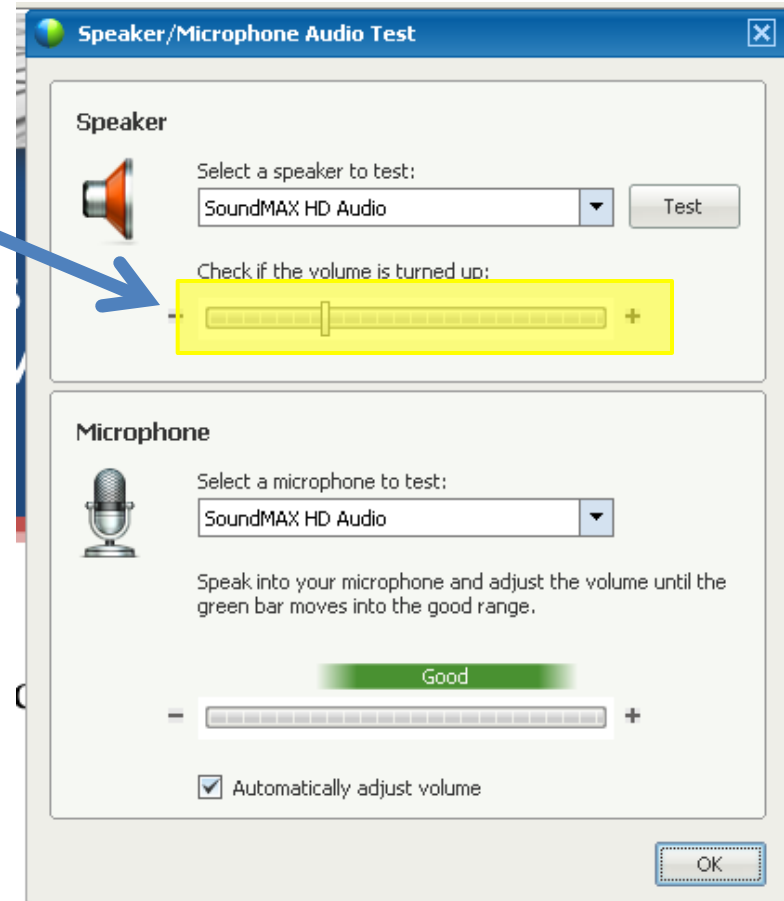 Speaker/Microphone Audio Test
Speaker
Select a speaker to test:
SoundMAX HD Audio
Test
Check if the volume is turned up:
- +
Microphone
Select a microphone to test:
SoundMAX HD Audio
Speak into your microphone and adjust the volume until the
green bar moves into the good range.
Good
- +
Automatically adjust volume
OK